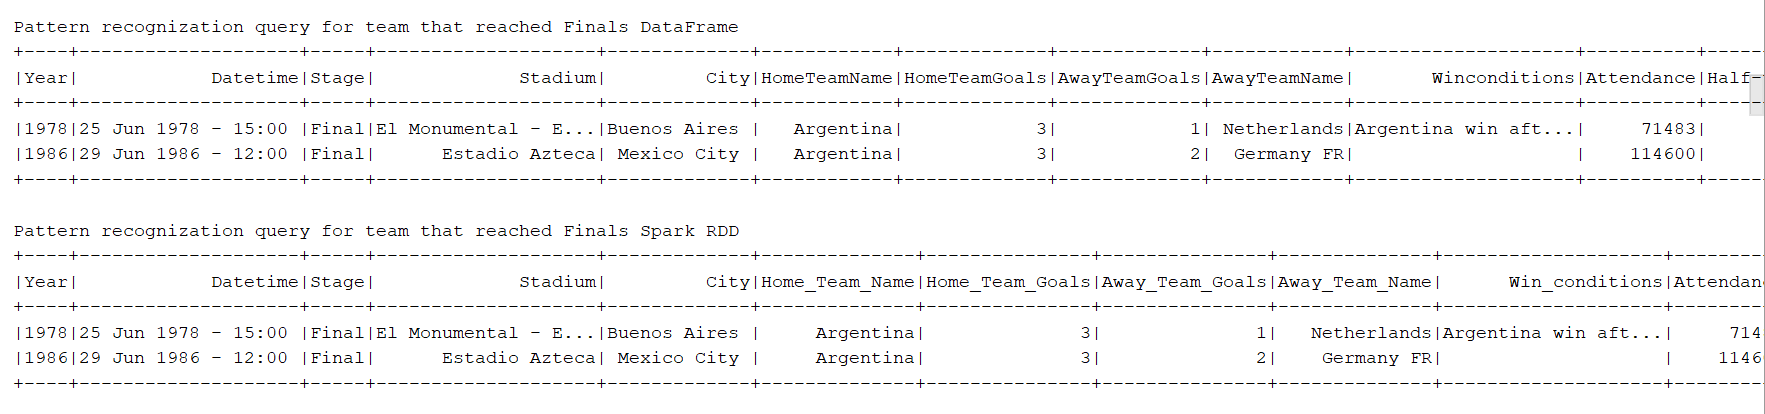 Pattern recognization query for team that reached Finals DataFrame
+----+--------------------+-----+--------------------+-------------+------------+-------------+-------------+------------+--------------------+----------+-----
|Year|            Datetime|Stage|             Stadium|         City|HomeTeamName|HomeTeamGoals|AwayTeamGoals|AwayTeamName|       Winconditions|Attendance|Half-
+----+--------------------+-----+--------------------+-------------+------------+-------------+-------------+------------+--------------------+----------+-----
|1978|25 Jun 1978 - 15:00 |Final|El Monumental - E...|Buenos Aires |   Argentina|            3|            1| Netherlands|Argentina win aft...|     71483|
|1986|29 Jun 1986 - 12:00 |Final|      Estadio Azteca| Mexico City |   Argentina|            3|            2|  Germany FR|                    |    114600|
+----+--------------------+-----+--------------------+-------------+------------+-------------+-------------+------------+--------------------+----------+-----
Pattern recognization query for team that reached Finals Spark RDD
+----+--------------------+-----+--------------------+-------------+--------------+---------------+---------------+--------------+--------------------+--------
|Year|            Datetime|Stage|             Stadium|         City|Home_Team_Name|Home_Team_Goals|Away_Team_Goals|Away_Team_Name|      Win_conditions|Attendan
+----+--------------------+-----+--------------------+-------------+--------------+---------------+---------------+--------------+--------------------+--------
|1978|25 Jun 1978 - 15:00 |Final|El Monumental - E...|Buenos Aires |     Argentina|              3|              1|   Netherlands|Argentina win aft...|     714
|1986|29 Jun 1986 - 12:00 |Final|      Estadio Azteca| Mexico City |     Argentina|              3|              2|    Germany FR|                    |    1146
+----+--------------------+-----+--------------------+-------------+--------------+---------------+---------------+--------------+--------------------+--------